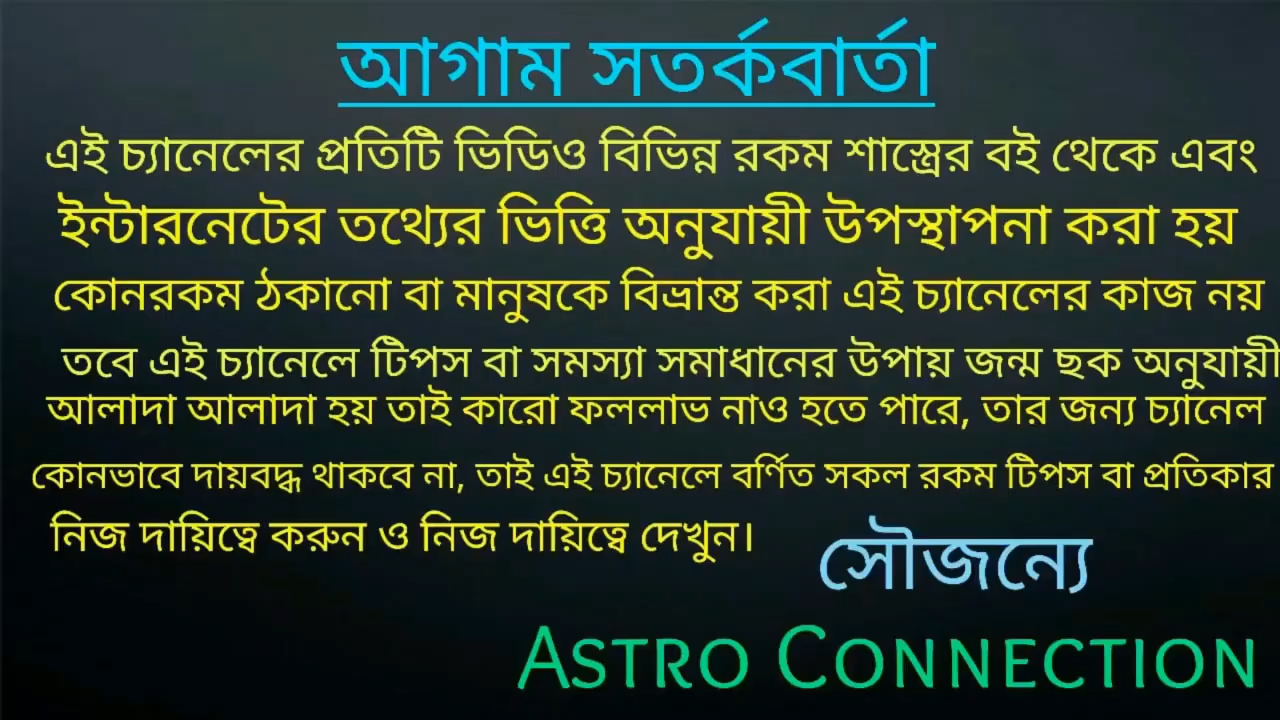 আগাম সতর্কবার্তা
এই চ্যানেলের প্রতিটি ভিডিও বিভিন্ন রকম শাস্ত্রের বই থেকে এবং
ইন্টারনেটের তথ্যের ভিত্তি অনুযায়ী উপস্থাপনা করা হয়
কোনরকম ঠকানো বা মানুষকে বিভ্রান্ত করা এই চ্যানেলের কাজ নয়
তবে এই চ্যানেলে টিপস বা সমস্যা সমাধানের উপায় জন্ম ছক অনুযায়ী
আলাদা আলাদা হয় তাই কারো ফললাভ নাও হতে পারে, তার জন্য চ্যানেল
কোনভাবে দায়বদ্ধ থাকবে না, তাই এই চ্যানেলে বর্ণিত সকল রকম টিপস বা প্রতিকার
নিজ দায়িত্বে করুন ও নিজ দায়িত্বে দেখুন।
সৌজন্যে
ASTRO CONNECTION